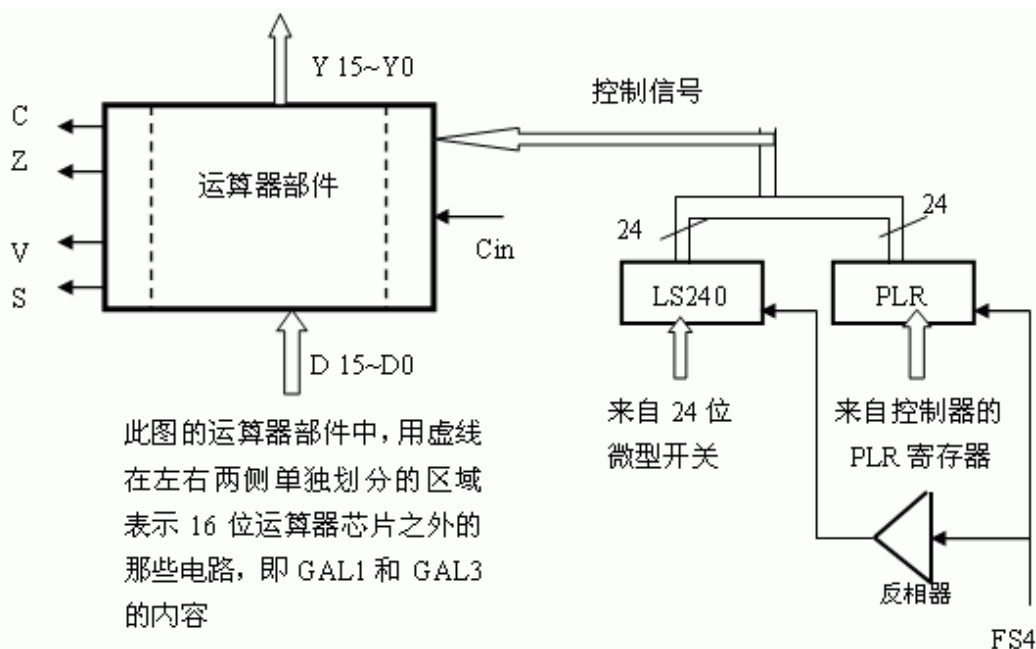 Y 15~Y0
控制信号
C
Z
V
S
运算器部件
Cin
24
24
LS240
PLR
D 15~D0
来自 24 位
微型开关
来自控制器的
PLR 寄存器
此图的运算器部件中，用虚线
在左右两侧单独划分的区域
表示 16 位运算器芯片之外的
那些电路，即 GAL1 和 GAL3
的内容
反相器
FS4